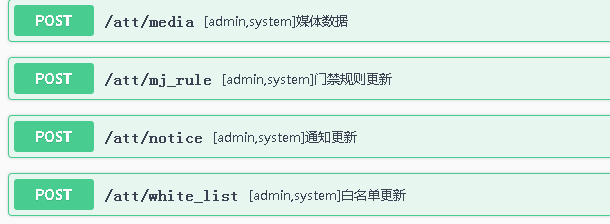 POST /att/media [admin,system]媒体数据
POST /att/mj_rule [admin,system]门禁规则更新
POST /att/notice [admin,system]通知更新
POST /att/white_list [admin,system]白名单更新